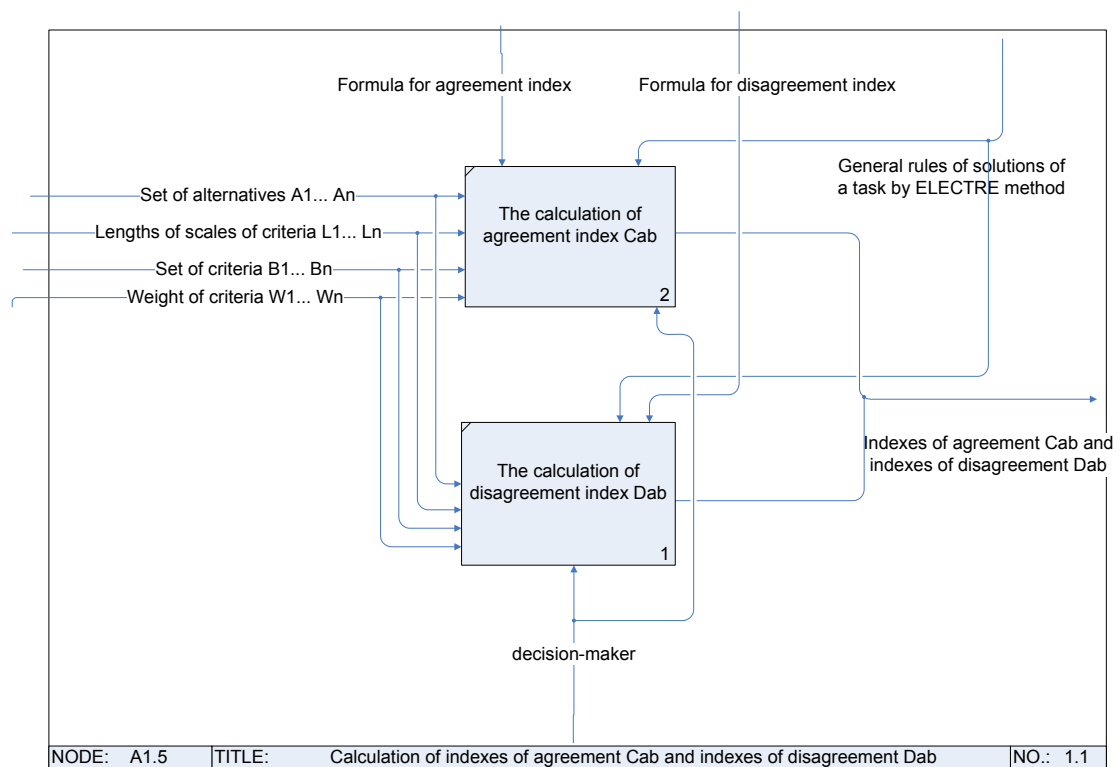 Formula for agreement index
Formula for disagreement index
General rules of solutions of
a task by ELECTRE method
Set of alternatives A1... An
Lengths of scales of criteria L1... Ln
Set of criteria B1... Bn
Weight of criteria W1... Wn
The calculation of
agreement index Cab
2
Indexes of agreement Cab and
indexes of disagreement Dab
The calculation of
disagreement index Dab
1
decision-maker
NODE: A1.5 TITLE: Calculation of indexes of agreement Cab and indexes of disagreement Dab NO.: 1.1